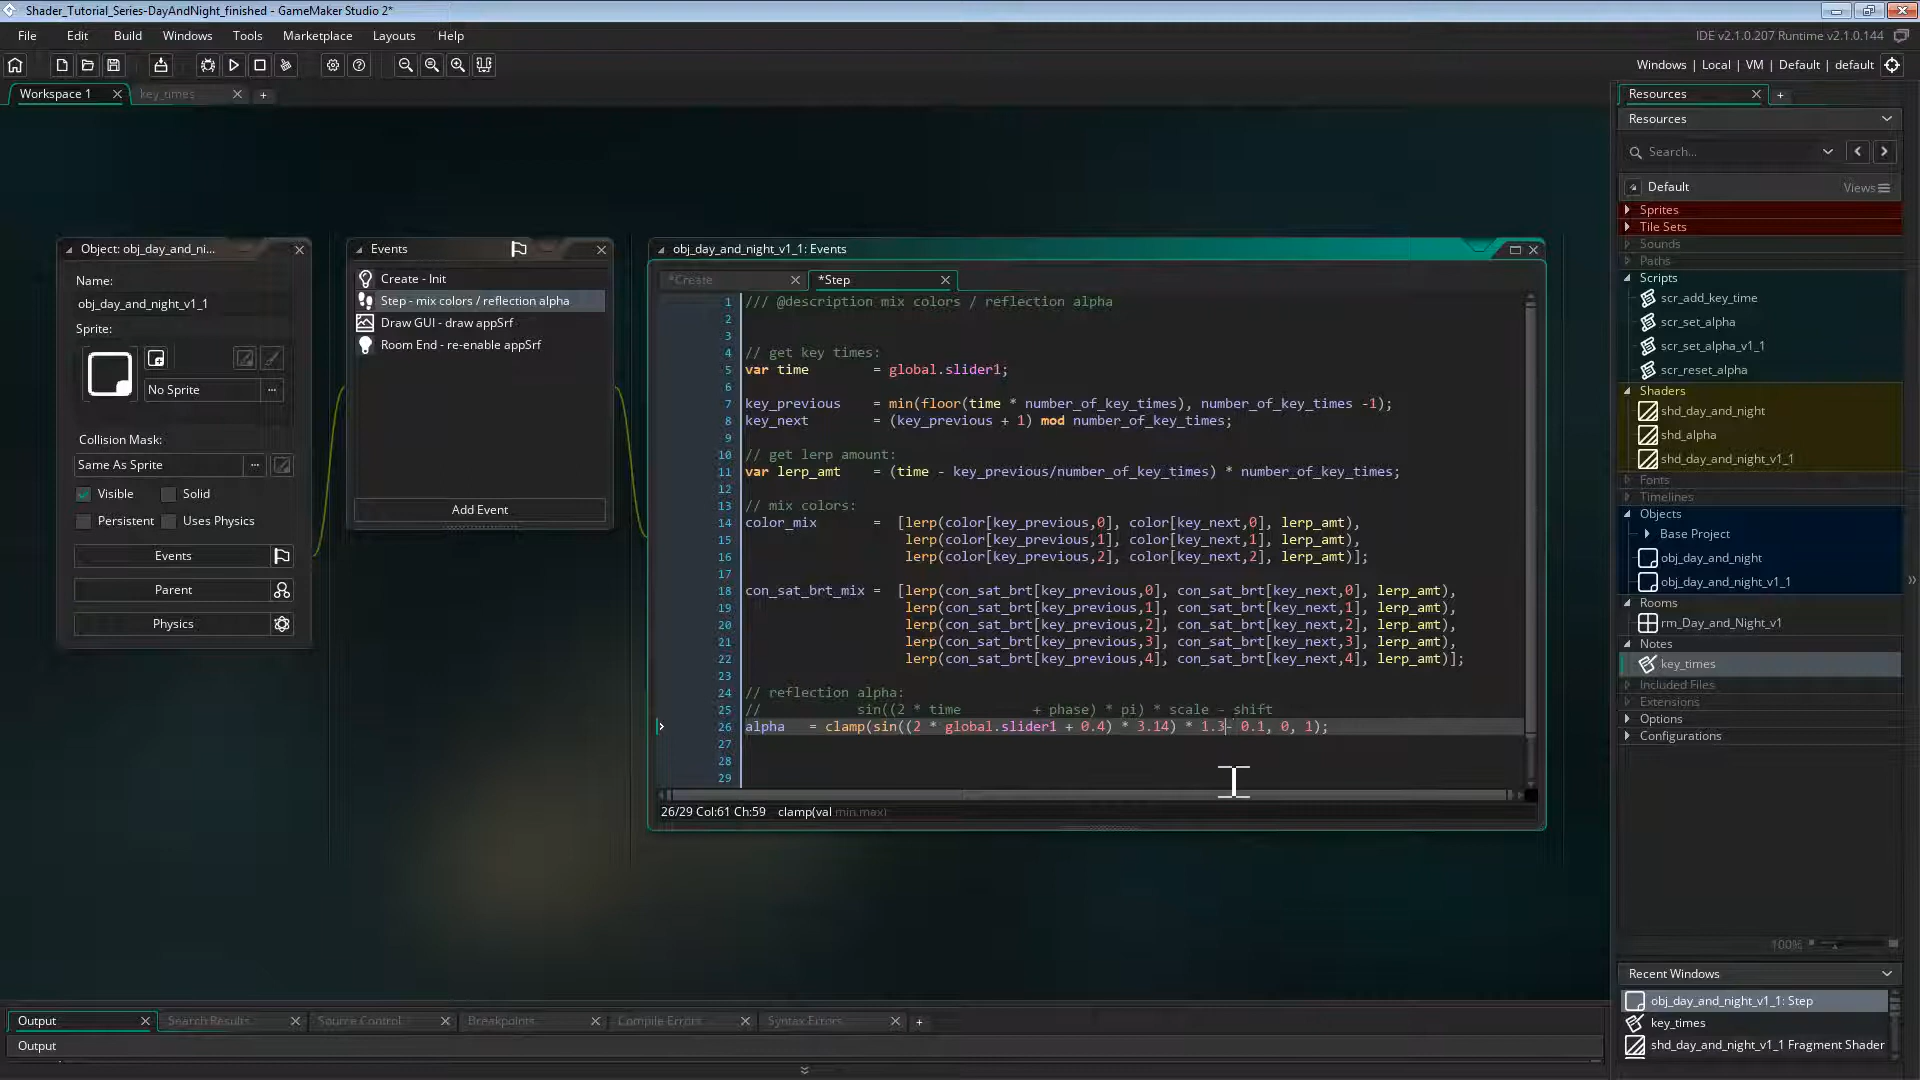 Shader_Tutorial_Series-DayAndNight_finished - GameMaker Studio 2*
File Edit Build Windows Tools Marketplace Layouts Help
IDE v2.1.0.207 Runtime v2.1.0.144
Windows | Local | VM | Default | default
Workspace 1
key_times
Object: obj_day_and_ni...
Name:
obj_day_and_night_v1_1
Sprite:
No Sprite
Collision Mask:
Same As Sprite
Visible Solid
Persistent Uses Physics
Events
Parent
Physics
Events
Create - Init
Step - mix colors / reflection alpha
Draw GUI - draw appSrf
Room End - re-enable appSrf
Add Event
obj_day_and_night_v1_1: Events
*Create
*Step
1 /// @description mix colors / reflection alpha
2
3
4 // get key times:
5 var time = global.slider1;
6
7 key_previous = min(floor(time * number_of_key_times), number_of_key_times -1);
8 key_next = (key_previous + 1) mod number_of_key_times;
9
10 // get lerp amount:
11 var lerp_amt = (time - key_previous/number_of_key_times) * number_of_key_times;
12
13 // mix colors:
14 color_mix = [lerp(color[key_previous,0], color[key_next,0], lerp_amt),
15 lerp(color[key_previous,1], color[key_next,1], lerp_amt),
16 lerp(color[key_previous,2], color[key_next,2], lerp_amt)];
17
18 con_sat_brt_mix = [lerp(con_sat_brt[key_previous,0], con_sat_brt[key_next,0], lerp_amt),
19 lerp(con_sat_brt[key_previous,1], con_sat_brt[key_next,1], lerp_amt),
20 lerp(con_sat_brt[key_previous,2], con_sat_brt[key_next,2], lerp_amt),
21 lerp(con_sat_brt[key_previous,3], con_sat_brt[key_next,3], lerp_amt),
22 lerp(con_sat_brt[key_previous,4], con_sat_brt[key_next,4], lerp_amt)];
23
24 // reflection alpha:
25 // sin((2 * time + phase) * pi) * scale - shift
26 alpha = clamp(sin((2 * global.slider1 + 0.4) * 3.14) * 1.3- 0.1, 0, 1);
27
28
29
26/29 Col:61 Ch:59 clamp(val min,max)
Resources
Resources
Search...
Default
Views
Sprites
Tile Sets
Sounds
Paths
Scripts
scr_add_key_time
scr_set_alpha
scr_set_alpha_v1_1
scr_reset_alpha
Shaders
shd_day_and_night
shd_alpha
shd_day_and_night_v1_1
Fonts
Timelines
Objects
Base Project
obj_day_and_night
obj_day_and_night_v1_1
Rooms
rm_Day_and_Night_v1
Notes
key_times
Included Files
Extensions
Options
Configurations
100%
Recent Windows
obj_day_and_night_v1_1: Step
key_times
shd_day_and_night_v1_1 Fragment Shader
Output
Search Results
Source Control
Breakpoints
Compile Errors
Syntax Errors
Output